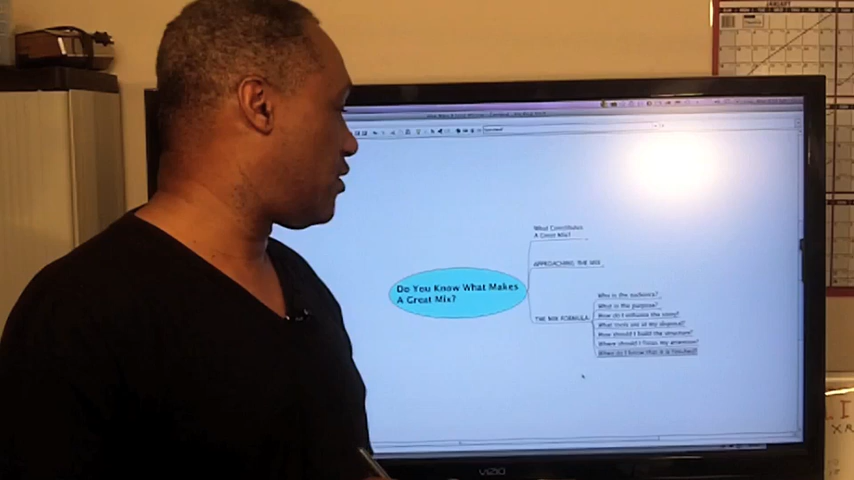 JANUARY
What Constitutes
A Great Mix?
APPROACHING THE MIX
Do You Know What Makes
A Great Mix?
THE MIX FORMULA
Who is the audience?
What is the purpose?
How do I enhance the song?
What tools are at my disposal?
How should I build the structure?
Where should I focus my attention?
When do I know that it is finished?
VIZIO